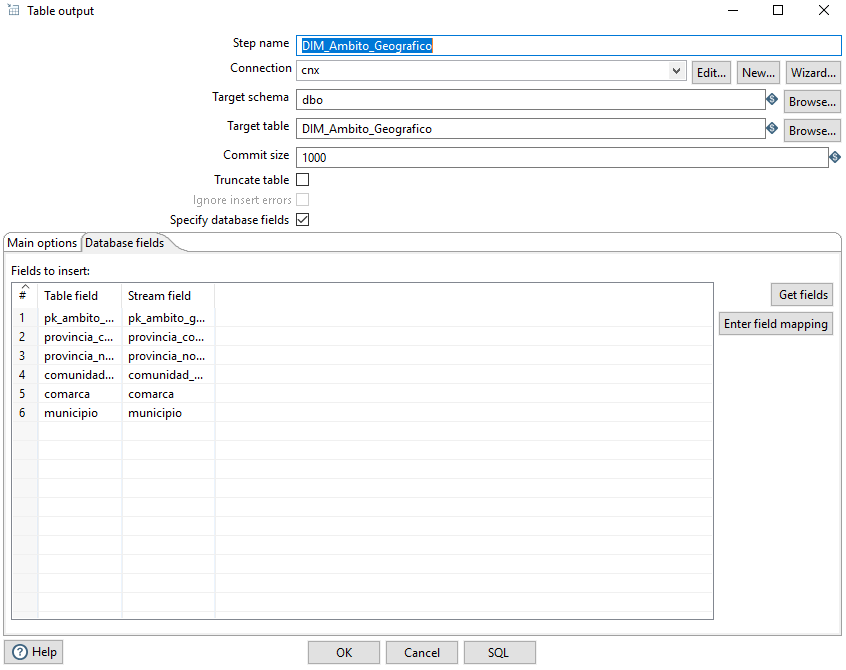 Table output
Step name DIM_Ambito_Geografico
Connection cnx Edit... New... Wizard...
Target schema dbo Browse...
Target table DIM_Ambito_Geografico Browse...
Commit size 1000
Truncate table
Ignore insert errors
Specify database fields
Main options Database fields
Fields to insert:
# Table field Stream field
Get fields
1 pk_ambito_... pk_ambito_g...
Enter field mapping
2 provincia_c... provincia_co...
3 provincia_n... provincia_no...
4 comunidad... comunidad_...
5 comarca comarca
6 municipio municipio
Help OK Cancel SQL